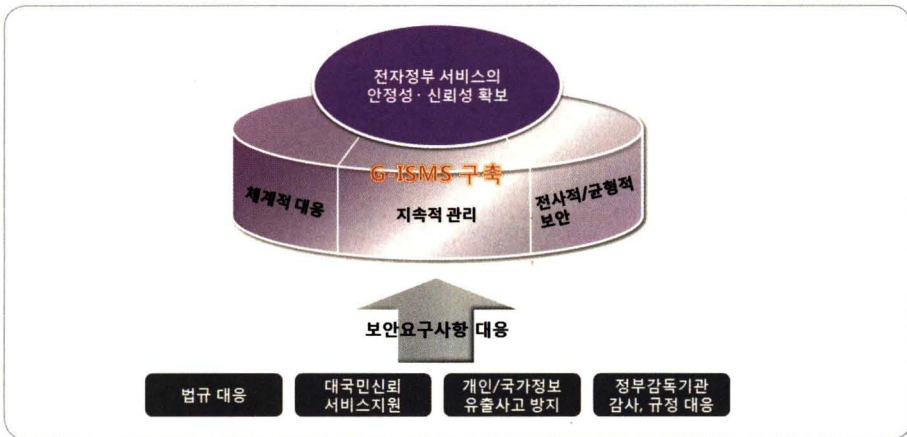 전자정부 서비스의
안정성 · 신뢰성 확보
G-ISMS 구축
체계적 대응
지속적 관리
전사적/균형적
보안
보안요구사항 대응
법규 대응
대국민신뢰
서비스지원
개인/국가정보
유출사고 방지
정부감독기관
감사, 규정 대응